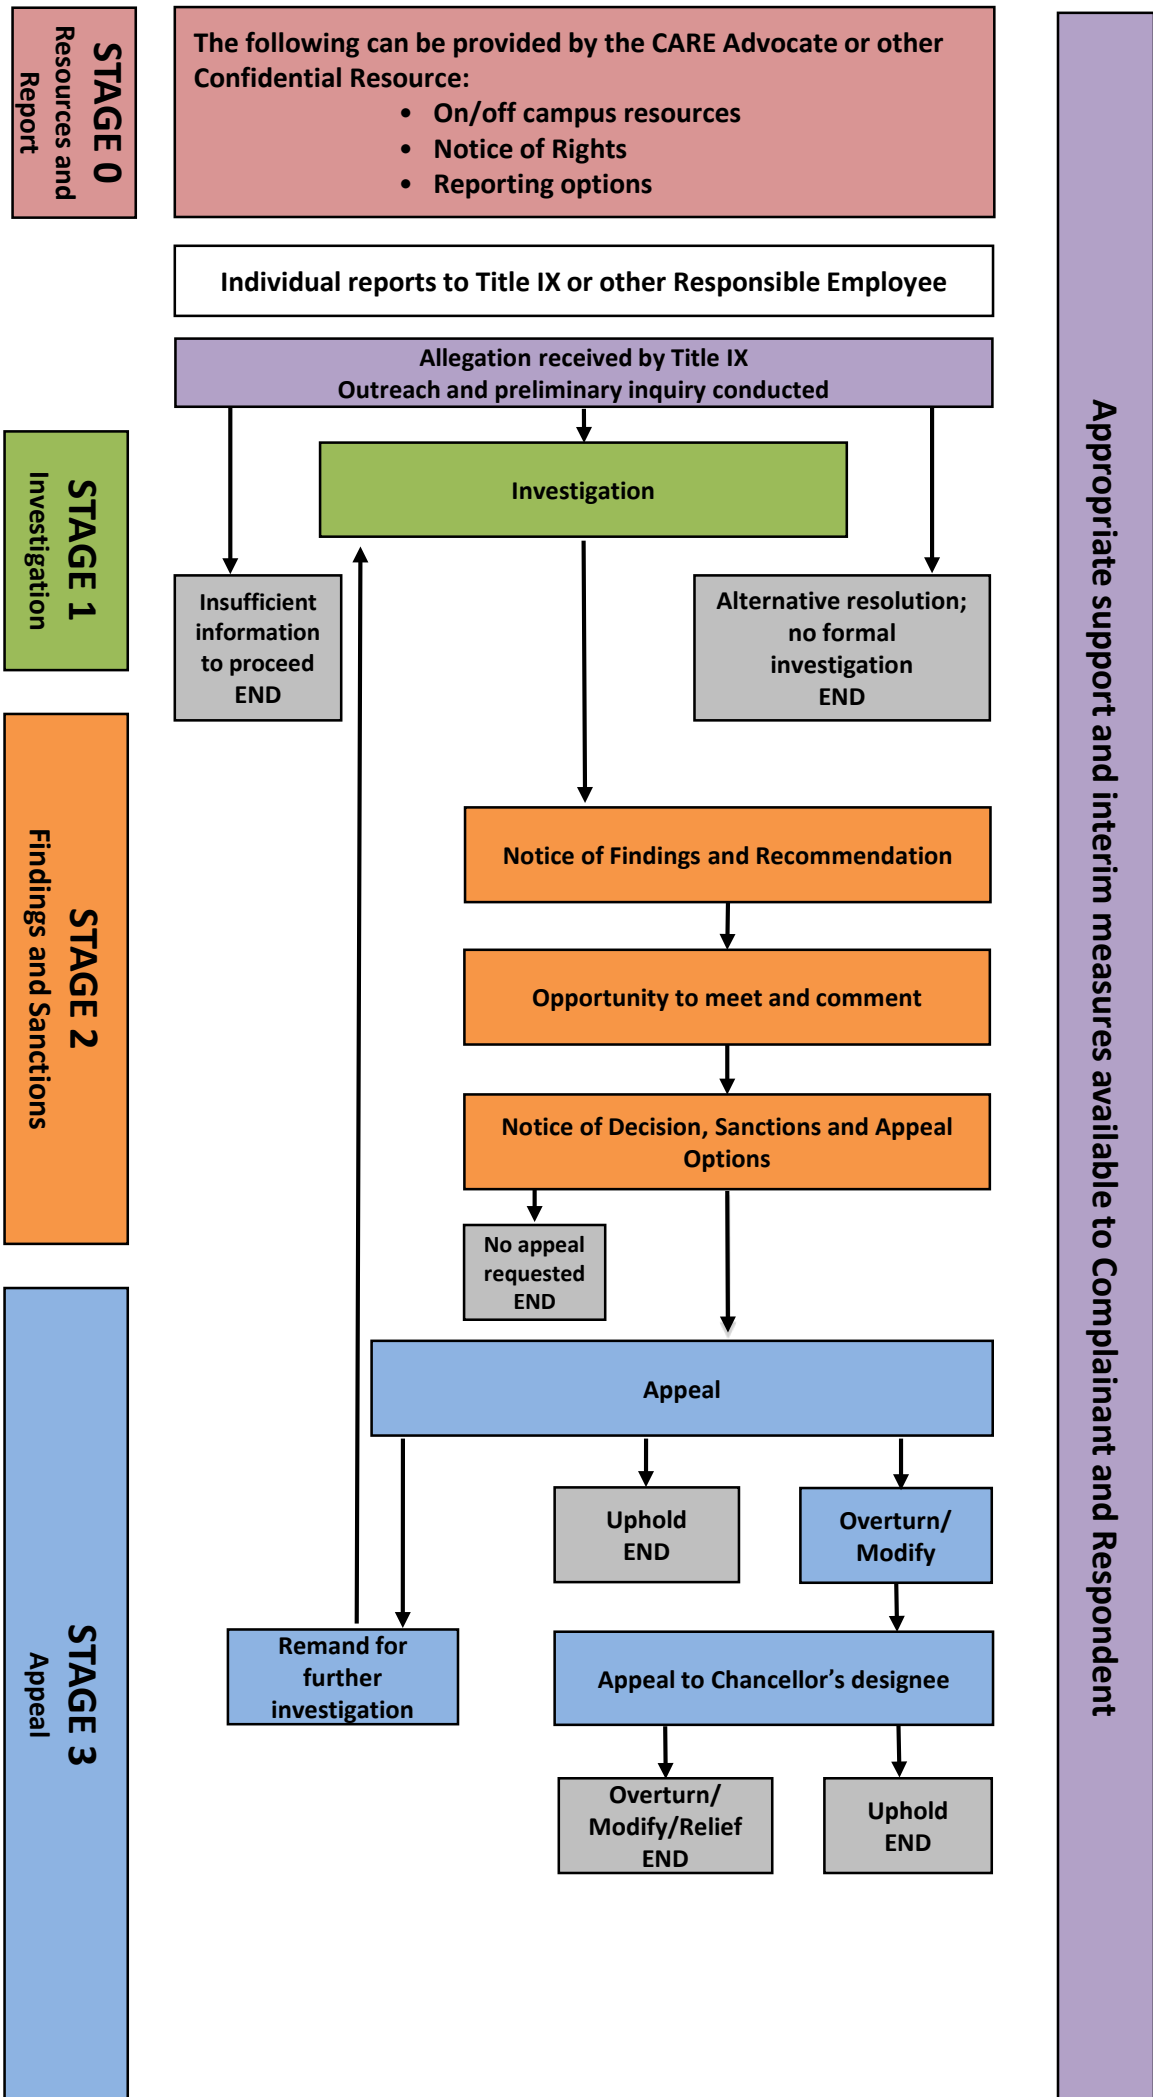 STAGE 0
Resources and
Report
The following can be provided by the CARE Advocate or other
Confidential Resource:
• On/off campus resources
• Notice of Rights
• Reporting options
Individual reports to Title IX or other Responsible Employee
Allegation received by Title IX
Outreach and preliminary inquiry conducted
STAGE 1
Investigation
Investigation
Insufficient
information
to proceed
END
Alternative resolution;
no formal
investigation
END
STAGE 2
Findings and Sanctions
Notice of Findings and Recommendation
Opportunity to meet and comment
Notice of Decision, Sanctions and Appeal
Options
No appeal
requested
END
STAGE 3
Appeal
Appeal
Uphold
END
Overturn/
Modify
Remand for
further
investigation
Appeal to Chancellor’s designee
Overturn/
Modify/Relief
END
Uphold
END
Appropriate support and interim measures available to Complainant and Respondent